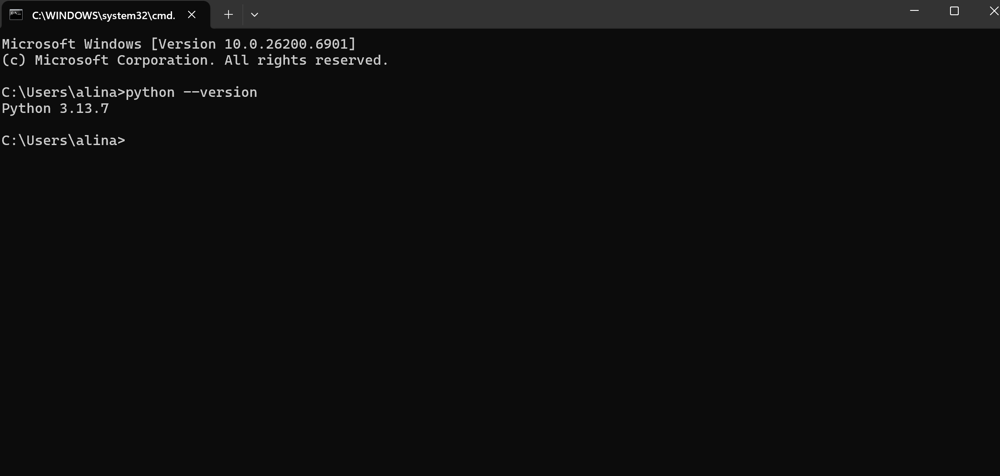 C:\WINDOWS\system32\cmd.
Microsoft Windows [Version 10.0.26200.6901]
(c) Microsoft Corporation. All rights reserved.
C:\Users\alina>python --version
Python 3.13.7
C:\Users\alina>